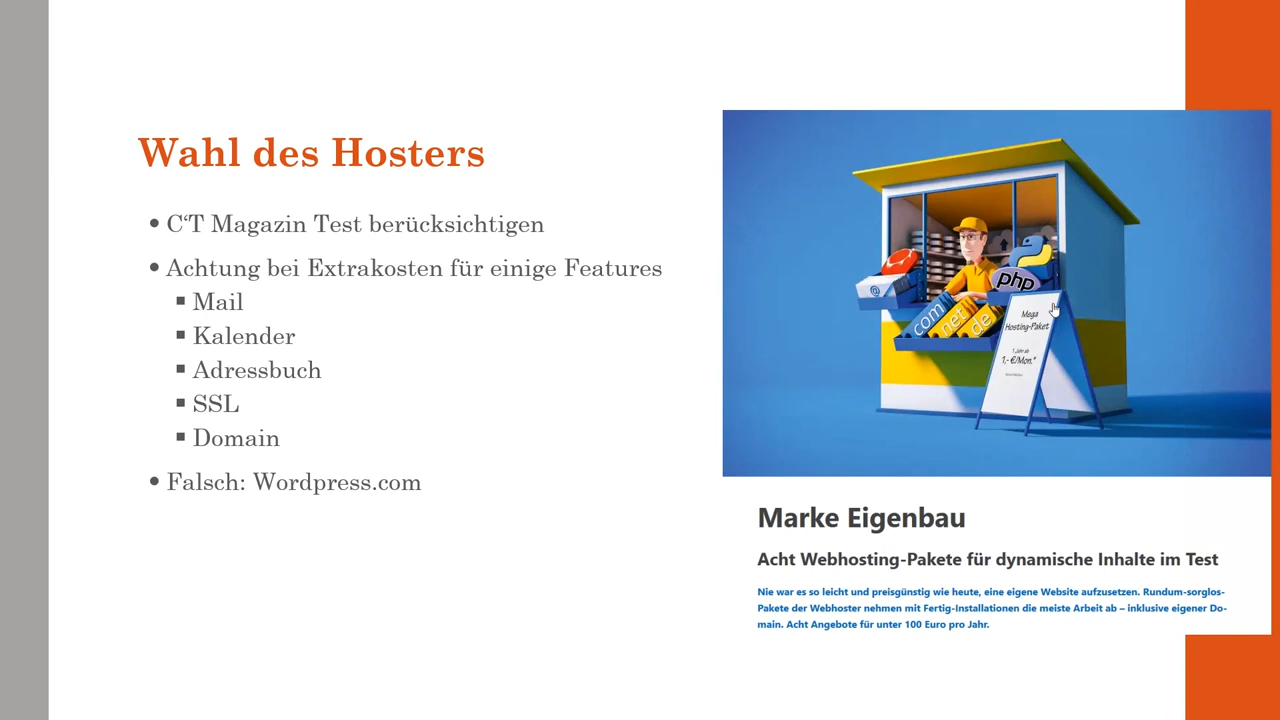 Wahl des Hosters
• C‘T Magazin Test berücksichtigen
• Achtung bei Extrakosten für einige Features
▪ Mail
▪ Kalender
▪ Adressbuch
▪ SSL
▪ Domain
• Falsch: Wordpress.com
@
php
com
net
de
Mega
Hosting-Paket
1 Jahr ab
1,- €/Mon.*
Marke Eigenbau
Acht Webhosting-Pakete für dynamische Inhalte im Test
Nie war es so leicht und preisgünstig wie heute, eine eigene Website aufzusetzen. Rundum-sorglos-
Pakete der Webhoster nehmen mit Fertig-Installationen die meiste Arbeit ab – inklusive eigener Do-
main. Acht Angebote für unter 100 Euro pro Jahr.